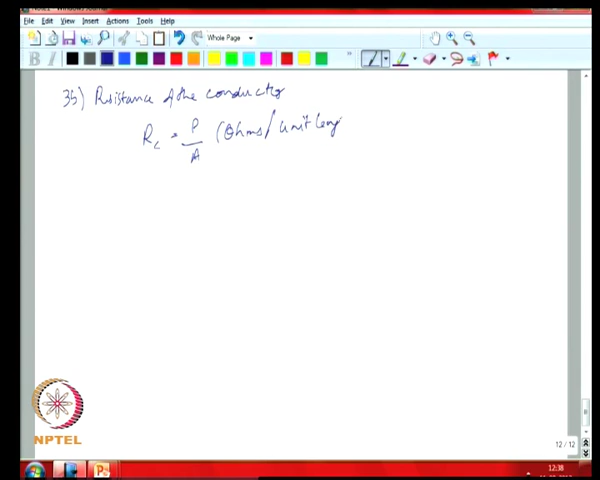 File Edit View Insert Actions Tools Help
Whole Page
B I
35) Resistance of the conductor
Rc = ρ/A (Ohms/unit leng
NPTEL
12 / 12
12:38